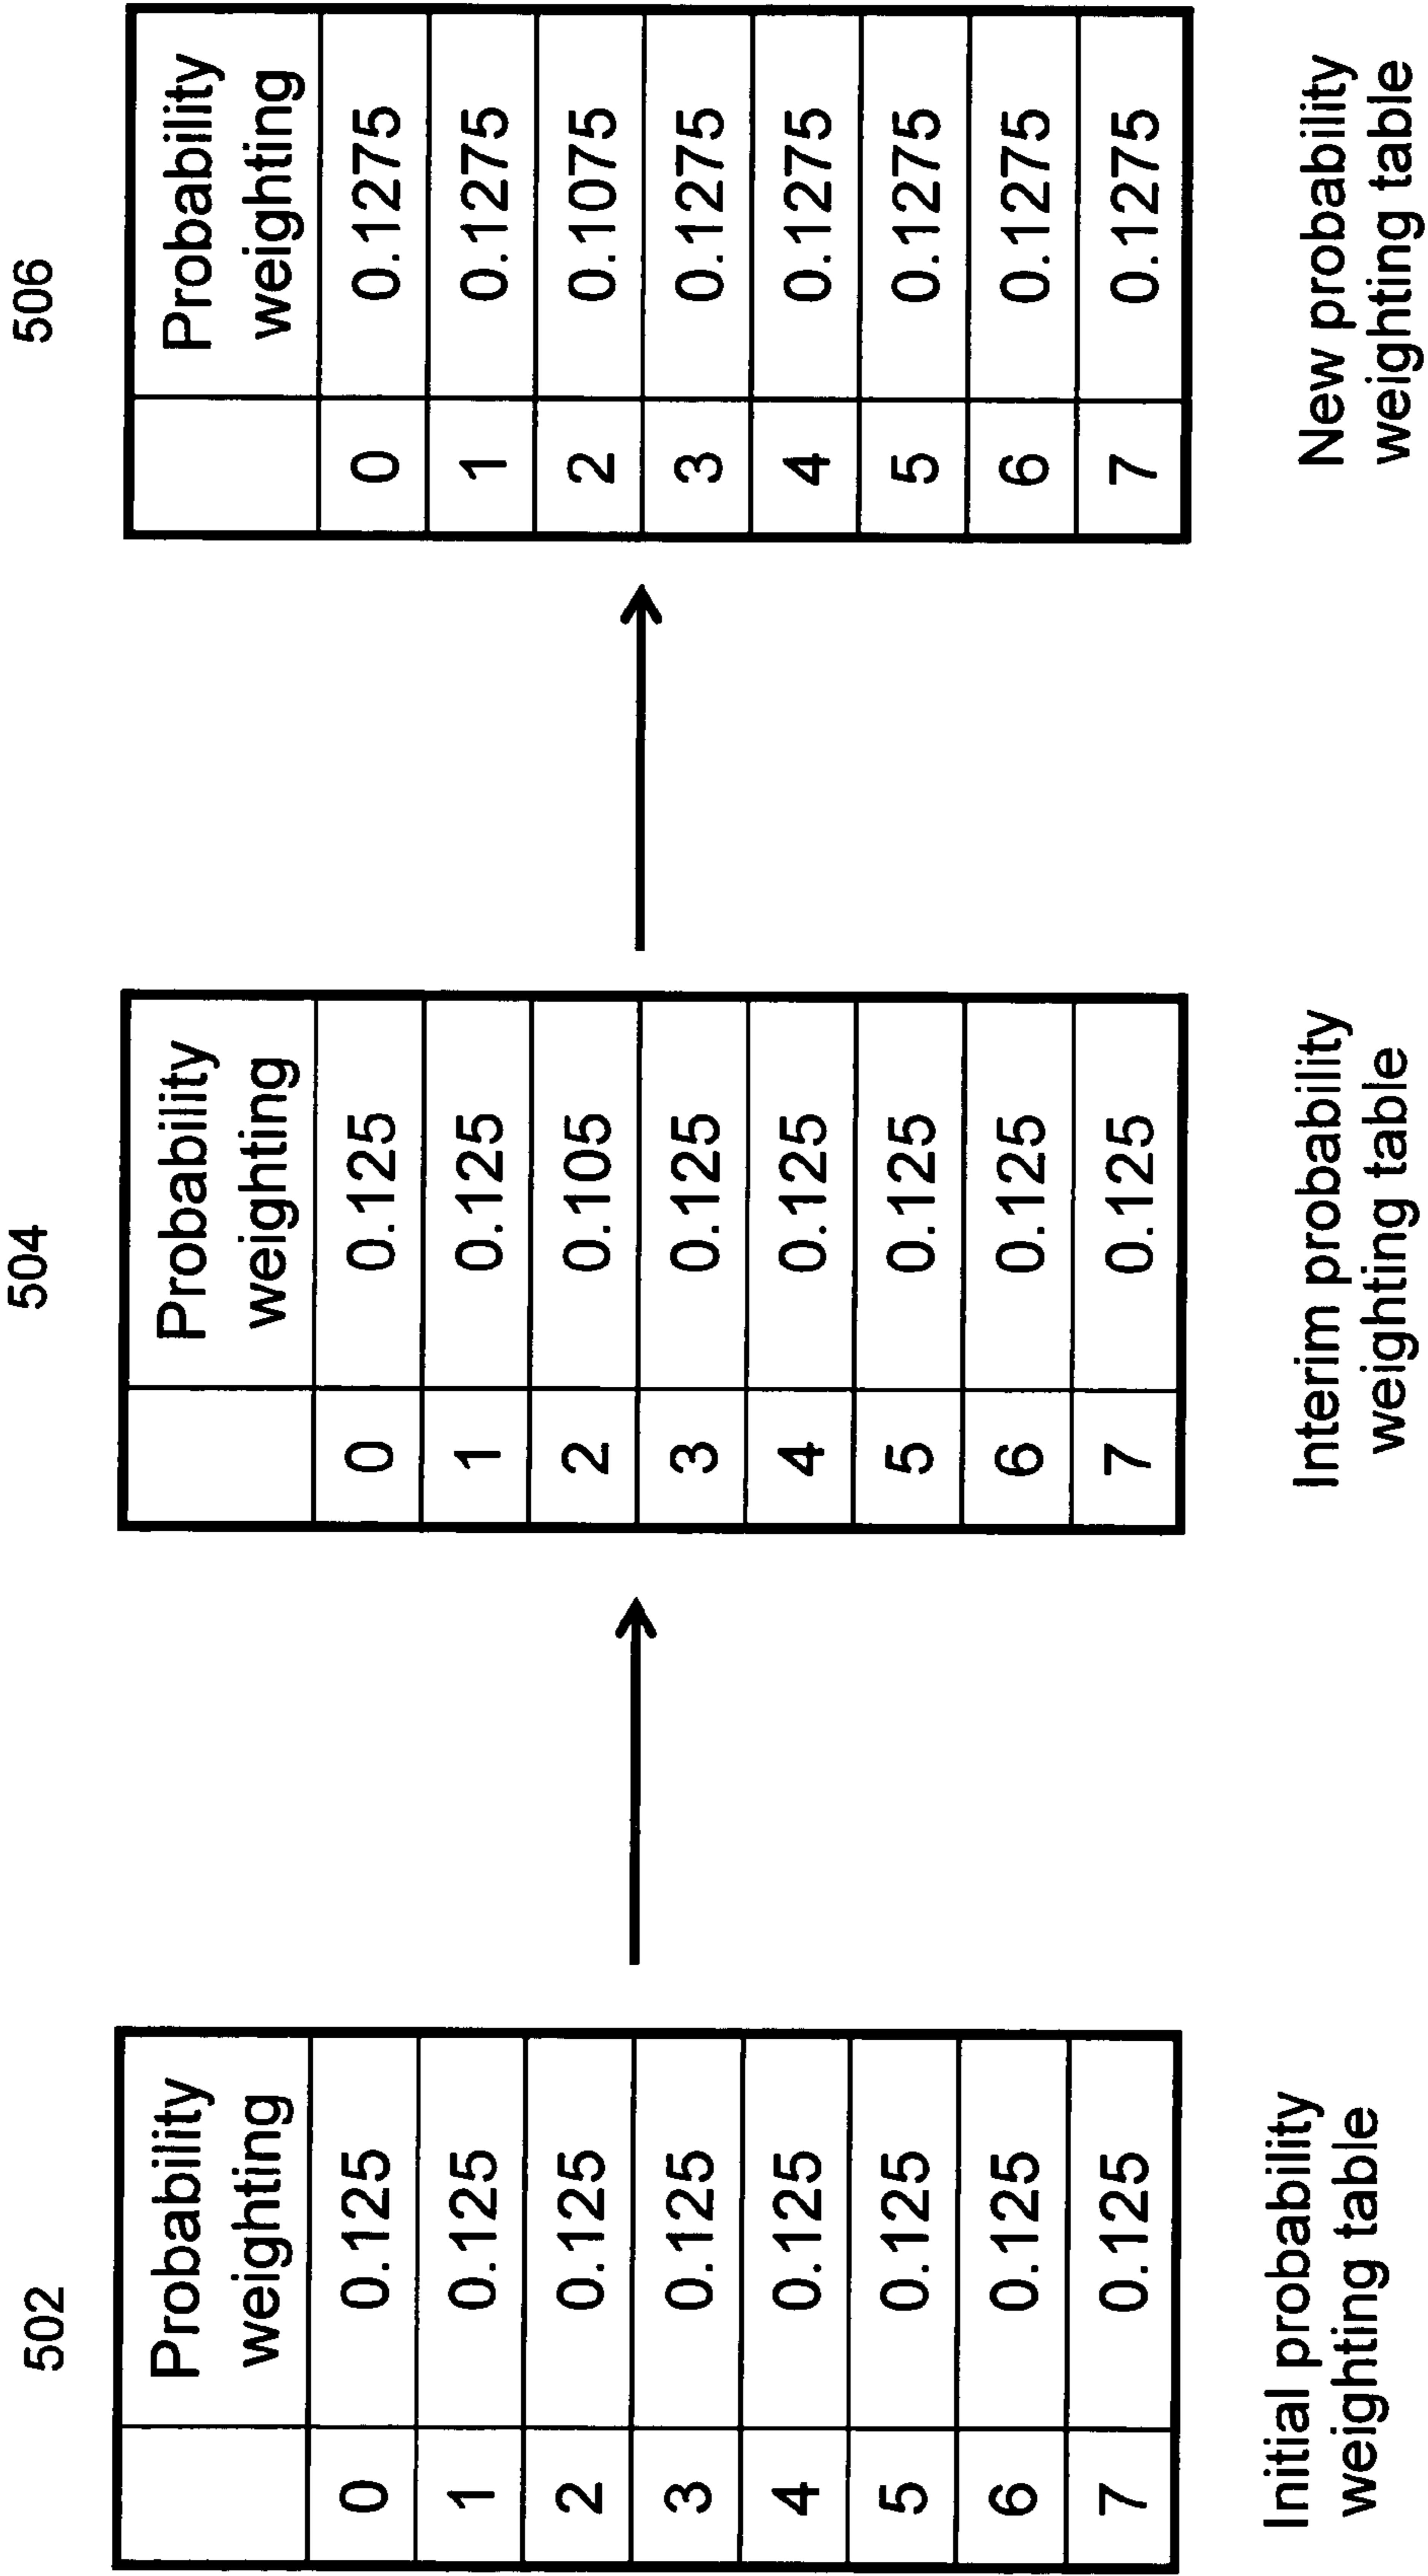 502
Probability
weighting
0 0.125
1 0.125
2 0.125
3 0.125
4 0.125
5 0.125
6 0.125
7 0.125
Initial probability
weighting table
504
Probability
weighting
0 0.125
1 0.125
2 0.105
3 0.125
4 0.125
5 0.125
6 0.125
7 0.125
Interim probability
weighting table
506
Probability
weighting
0 0.1275
1 0.1275
2 0.1075
3 0.1275
4 0.1275
5 0.1275
6 0.1275
7 0.1275
New probability
weighting table